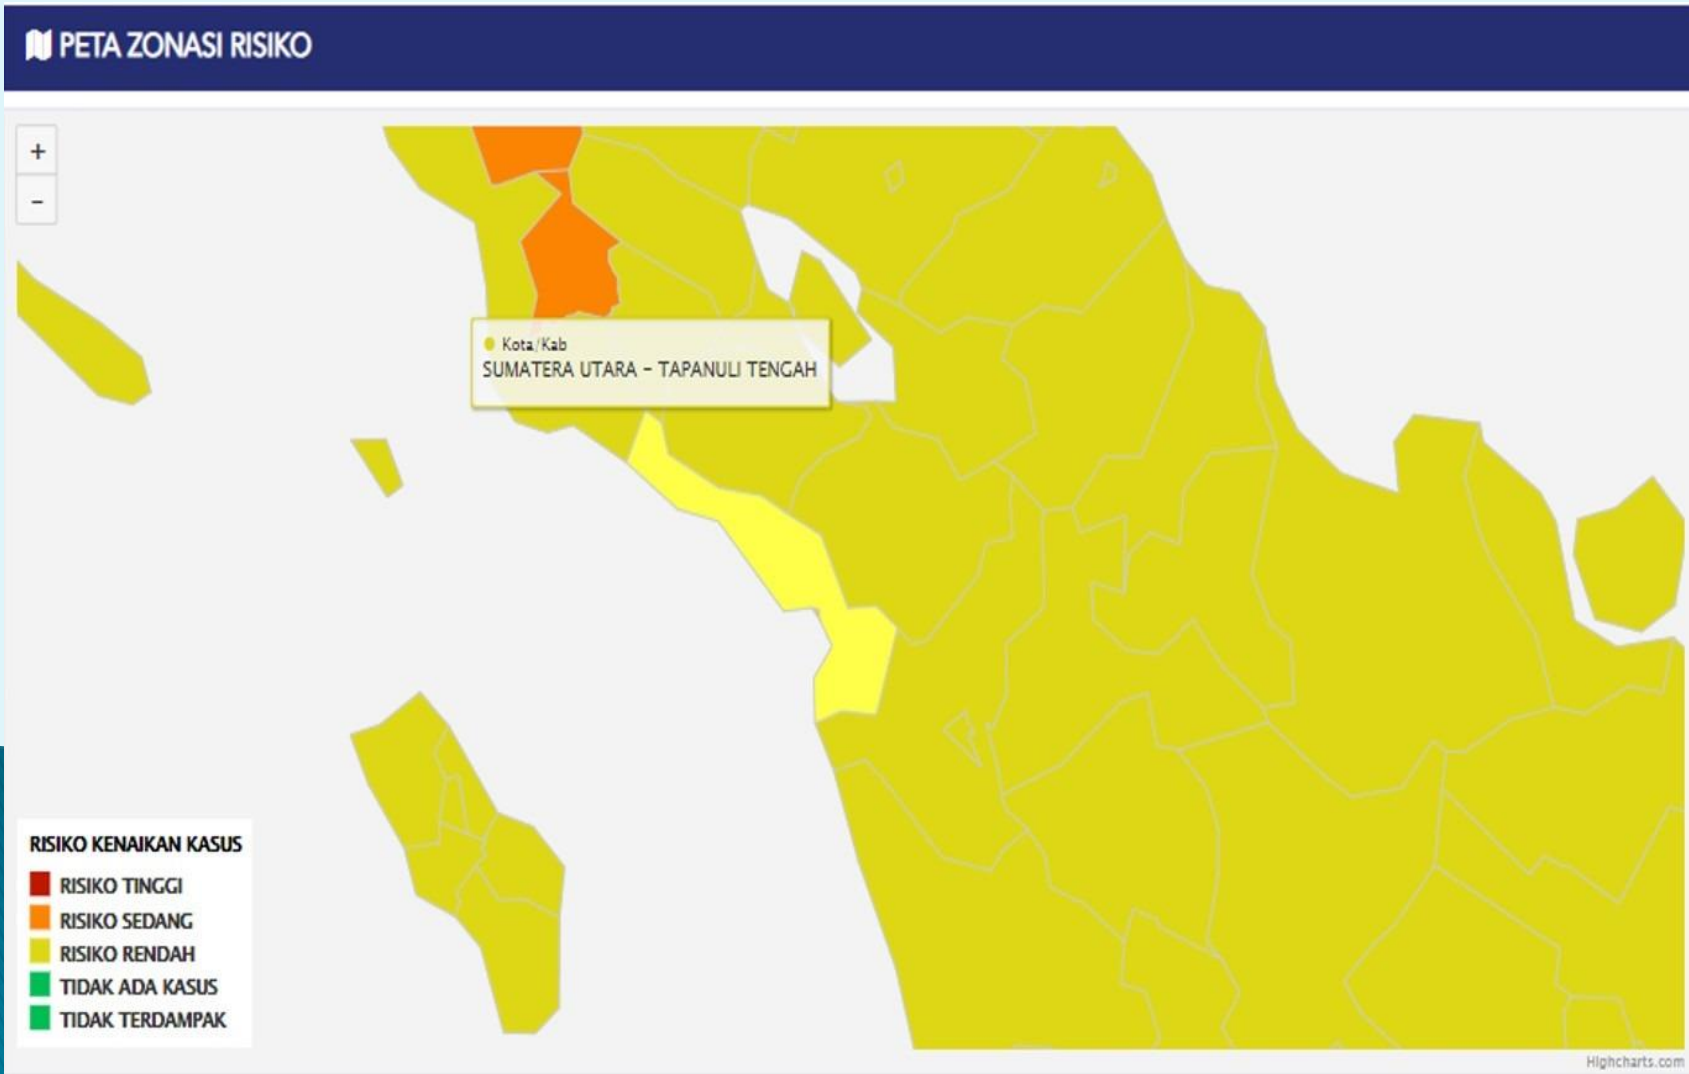 PETA ZONASI RISIKO
+
-
Kota/Kab
SUMATERA UTARA - TAPANULI TENGAH
RISIKO KENAIKAN KASUS
RISIKO TINGGI
RISIKO SEDANG
RISIKO RENDAH
TIDAK ADA KASUS
TIDAK TERDAMPAK
Highcharts.com